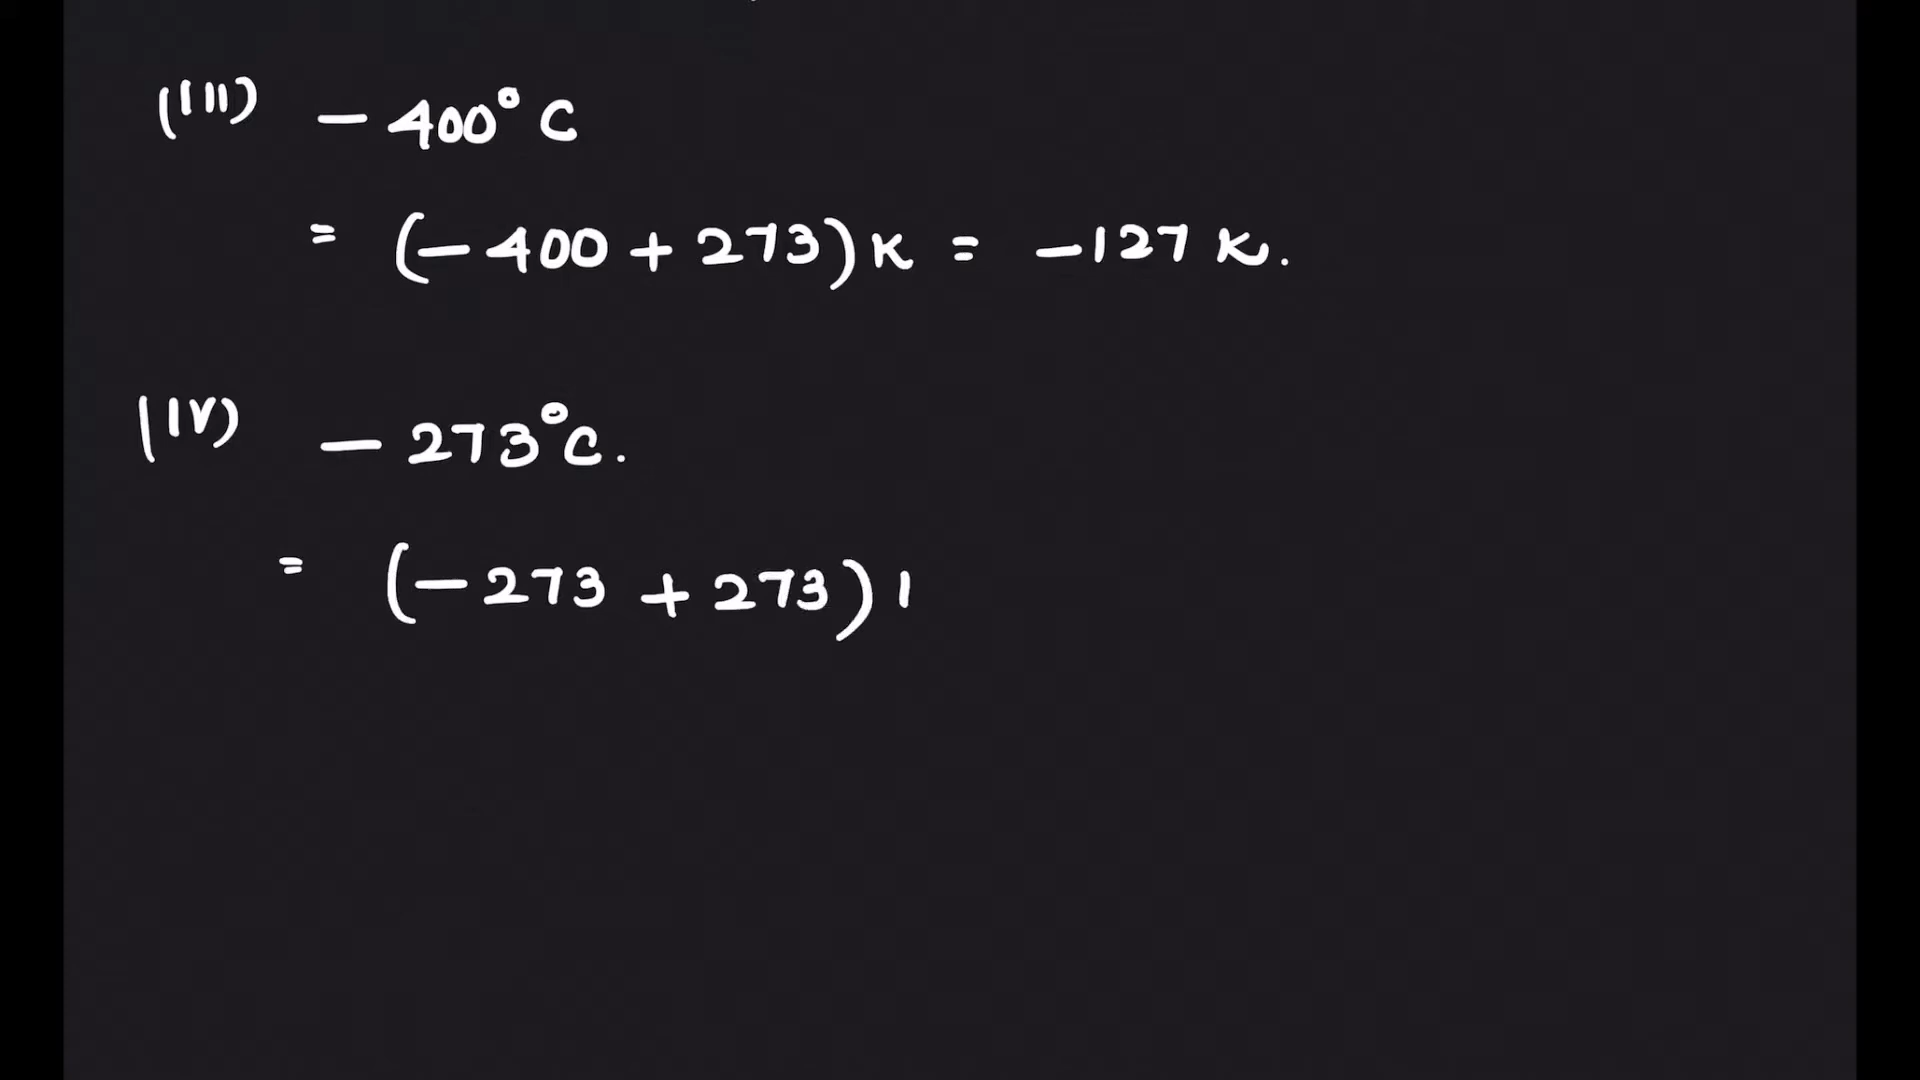 (III) - 400° C
= (- 400 + 273) K = - 127 K.
(IV) - 273°C.
= (- 273 + 273) I